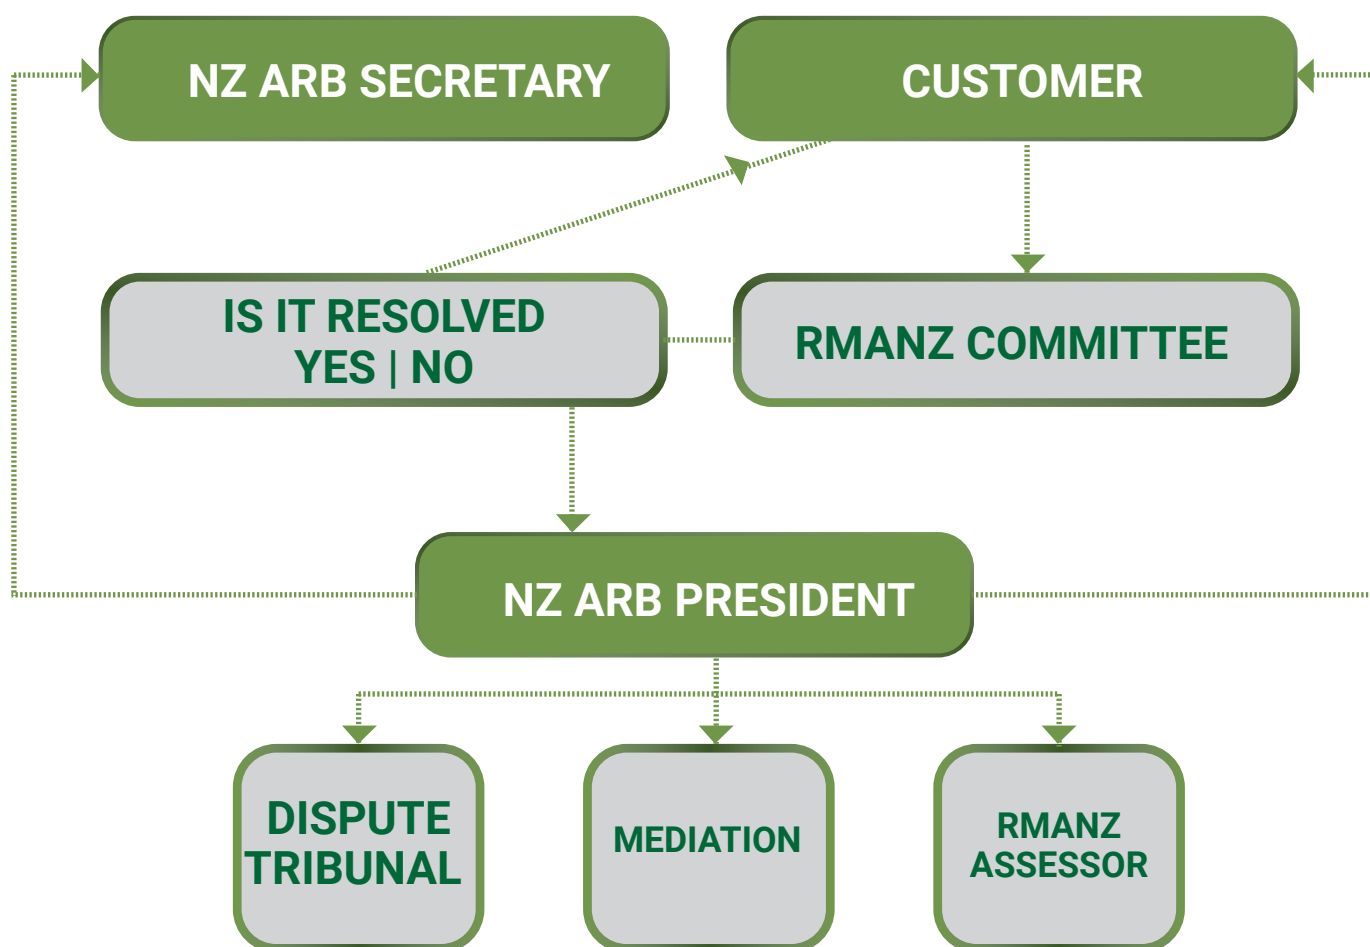 NZ ARB SECRETARY
CUSTOMER
IS IT RESOLVED
YES | NO
RMANZ COMMITTEE
NZ ARB PRESIDENT
DISPUTE
TRIBUNAL
MEDIATION
RMANZ
ASSESSOR